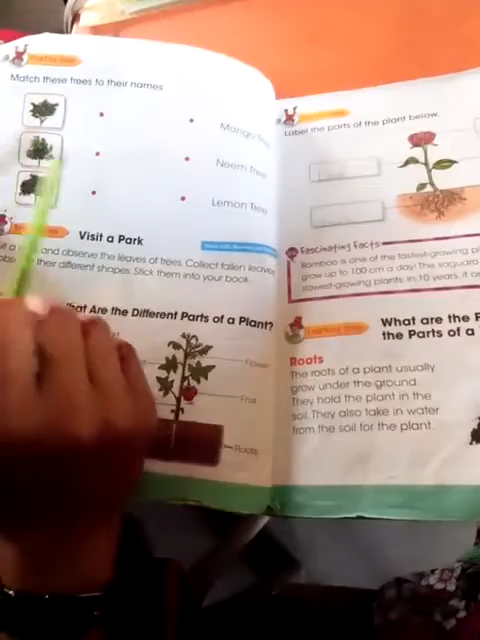 Match these trees to their names
Mango Tree
Neem Tree
Lemon Tree
Visit a Park
and observe the leaves of trees. Collect fallen leaves
their different shapes. Stick them into your book.
What Are the Different Parts of a Plant?
Flower
Fruit
Roots
Label the parts of the plant below.
Fascinating Facts
Bamboo is one of the fastest-growing
grow up to 100 cm a day! The saguaro
slowest-growing plants. In 10 years, it
What are the
the Parts of a
Roots
The roots of a plant usually
grow under the ground.
They hold the plant in the
soil. They also take in water
from the soil for the plant.